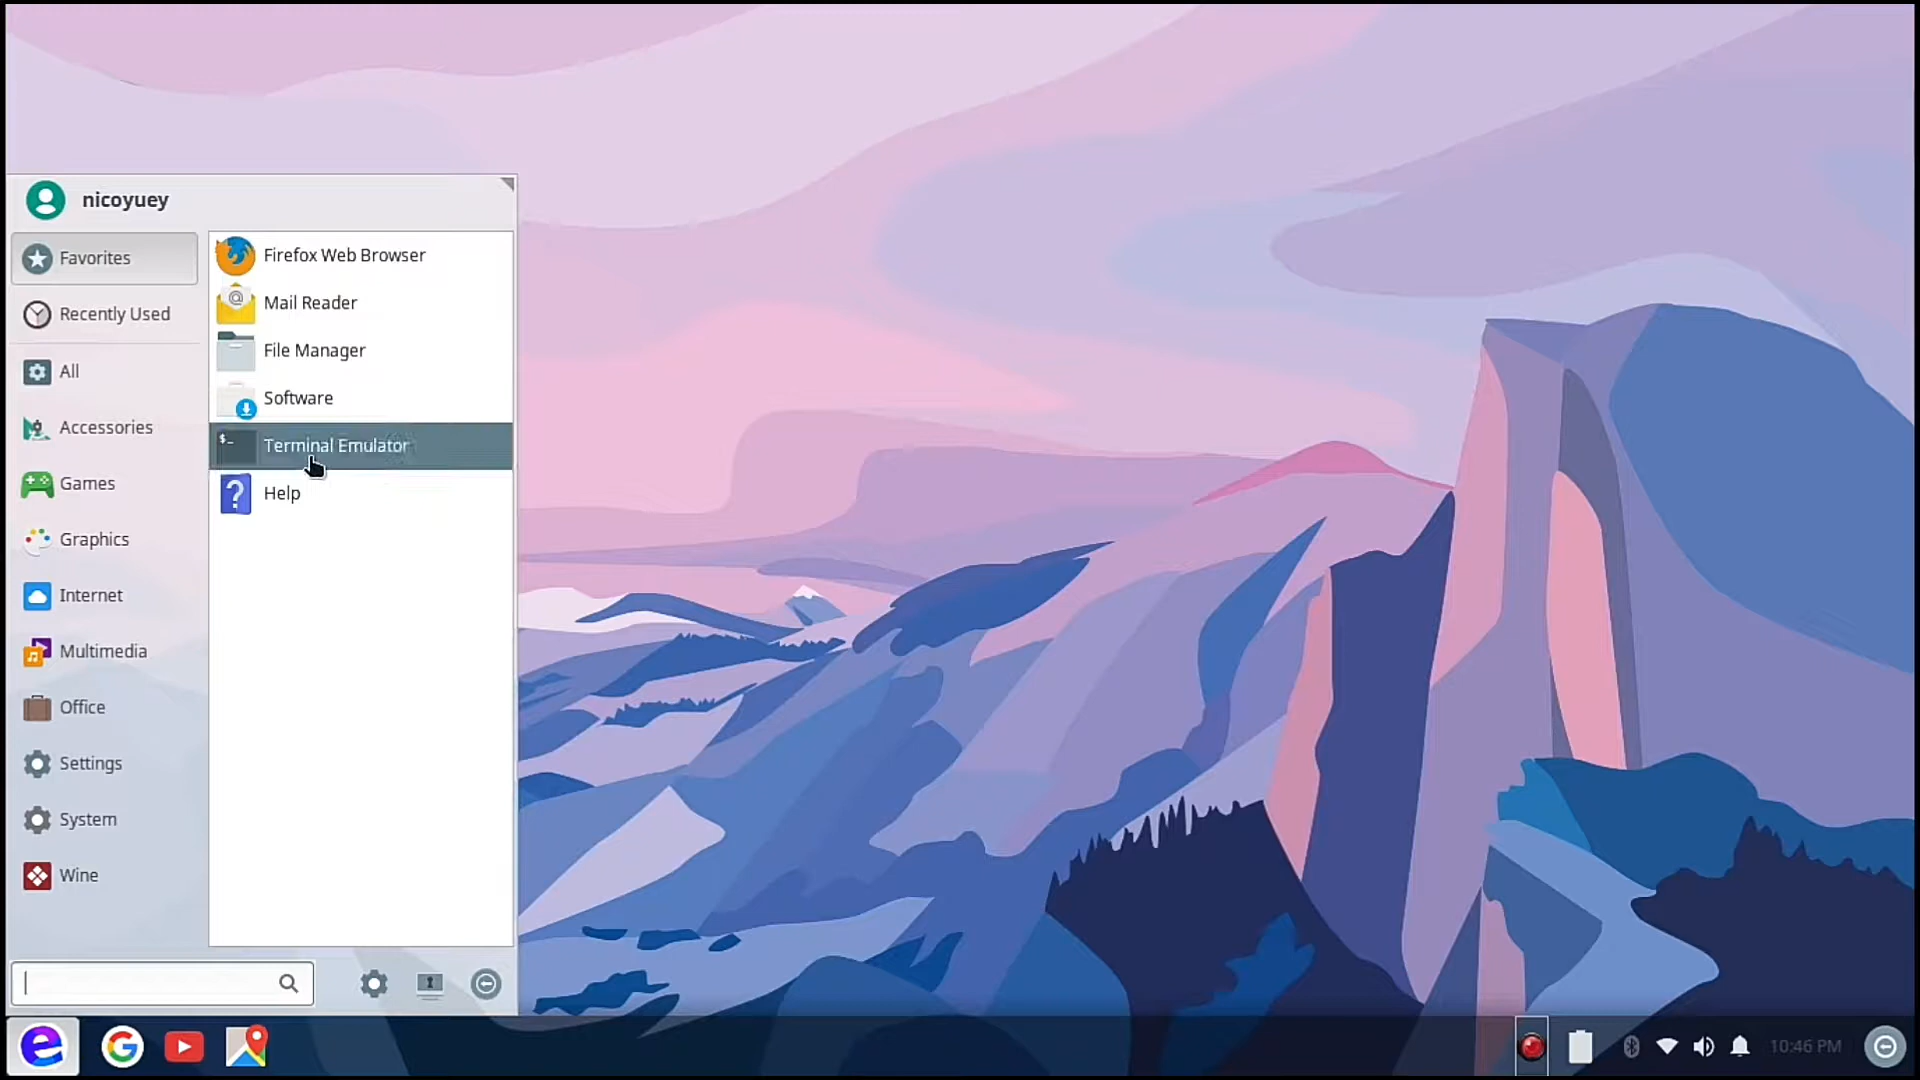 nicoyuey
Favorites
Recently Used
All
Accessories
Games
Graphics
Internet
Multimedia
Office
Settings
System
Wine
Firefox Web Browser
Mail Reader
File Manager
Software
$_
Terminal Emulator
Help
10:46 PM